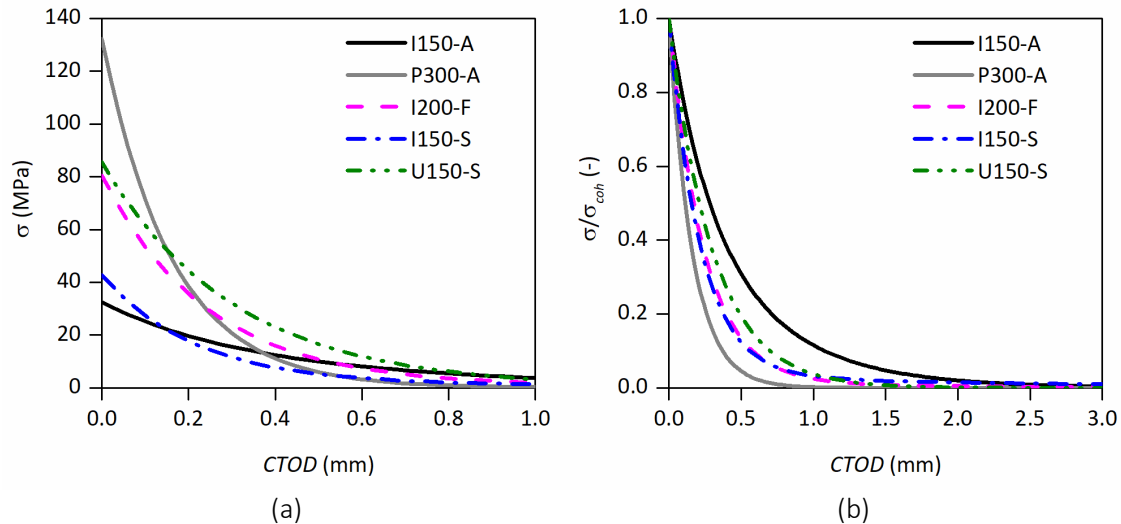 140
120
100
80
60
40
20
0
σ (MPa)
0.0 0.2 0.4 0.6 0.8 1.0
CTOD (mm)
I150-A
P300-A
I200-F
I150-S
U150-S
(a)
1.0
0.8
0.6
0.4
0.2
0.0
σ/σcoh (-)
0.0 0.5 1.0 1.5 2.0 2.5 3.0
CTOD (mm)
I150-A
P300-A
I200-F
I150-S
U150-S
(b)